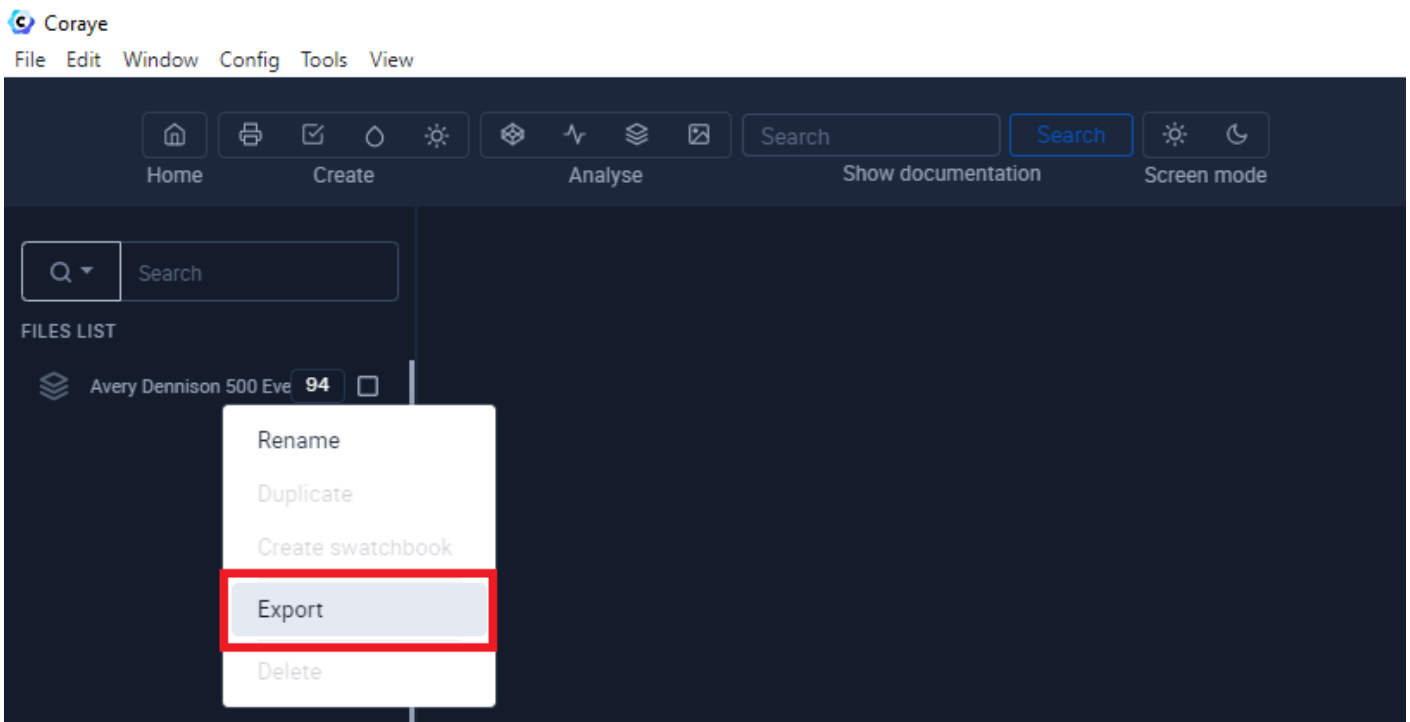 Coraye
File Edit Window Config Tools View
Search Search
Home Create Analyse Show documentation Screen mode
Search
FILES LIST
Avery Dennison 500 Eve 94
Rename
Duplicate
Create swatchbook
Export
Delete